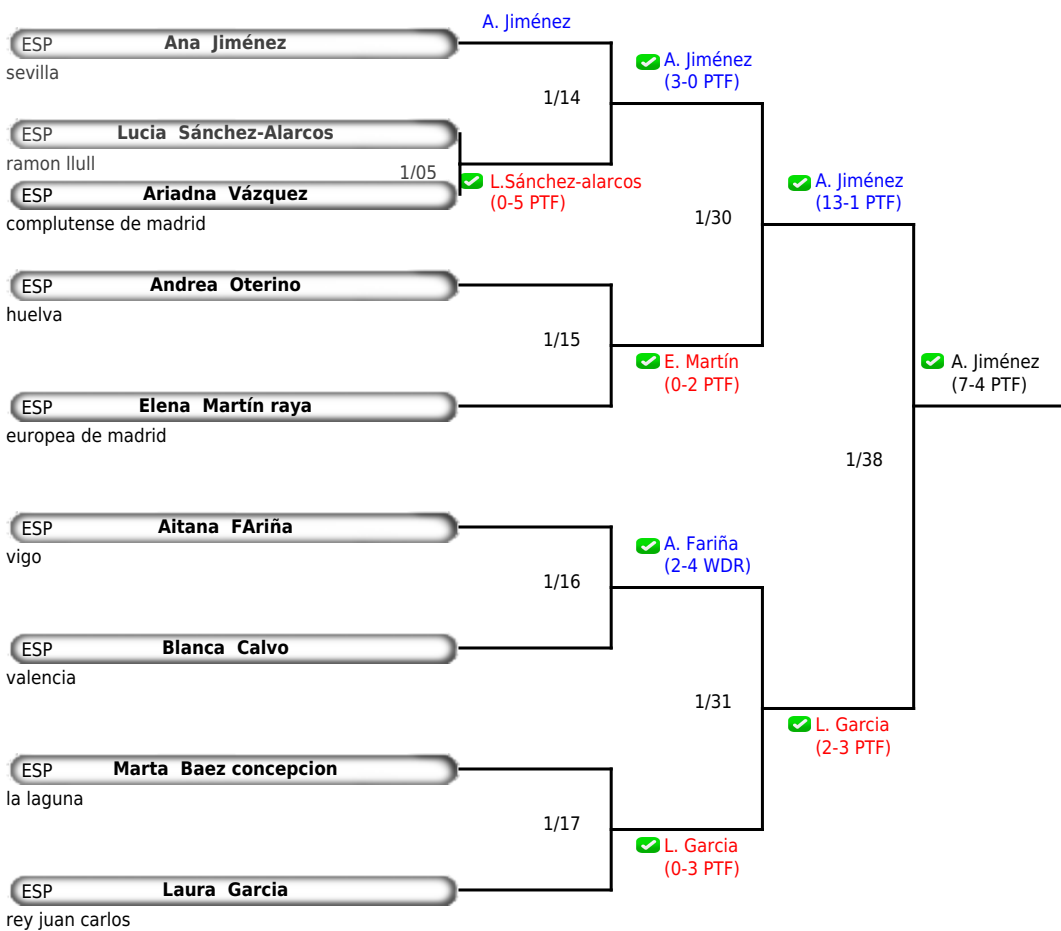 A. Jiménez
ESP Ana Jiménez
sevilla
A. Jiménez
(3-0 PTF)
1/14
ESP Lucia Sánchez-Alarcos
ramon llull
1/05
ESP Ariadna Vázquez
complutense de madrid
L.Sánchez-alarcos
(0-5 PTF)
A. Jiménez
(13-1 PTF)
1/30
ESP Andrea Oterino
huelva
1/15
E. Martín
(0-2 PTF)
A. Jiménez
(7-4 PTF)
ESP Elena Martín raya
europea de madrid
1/38
ESP Aitana FAriña
vigo
A. Fariña
(2-4 WDR)
1/16
ESP Blanca Calvo
valencia
1/31
L. Garcia
(2-3 PTF)
ESP Marta Baez concepcion
la laguna
1/17
L. Garcia
(0-3 PTF)
ESP Laura Garcia
rey juan carlos